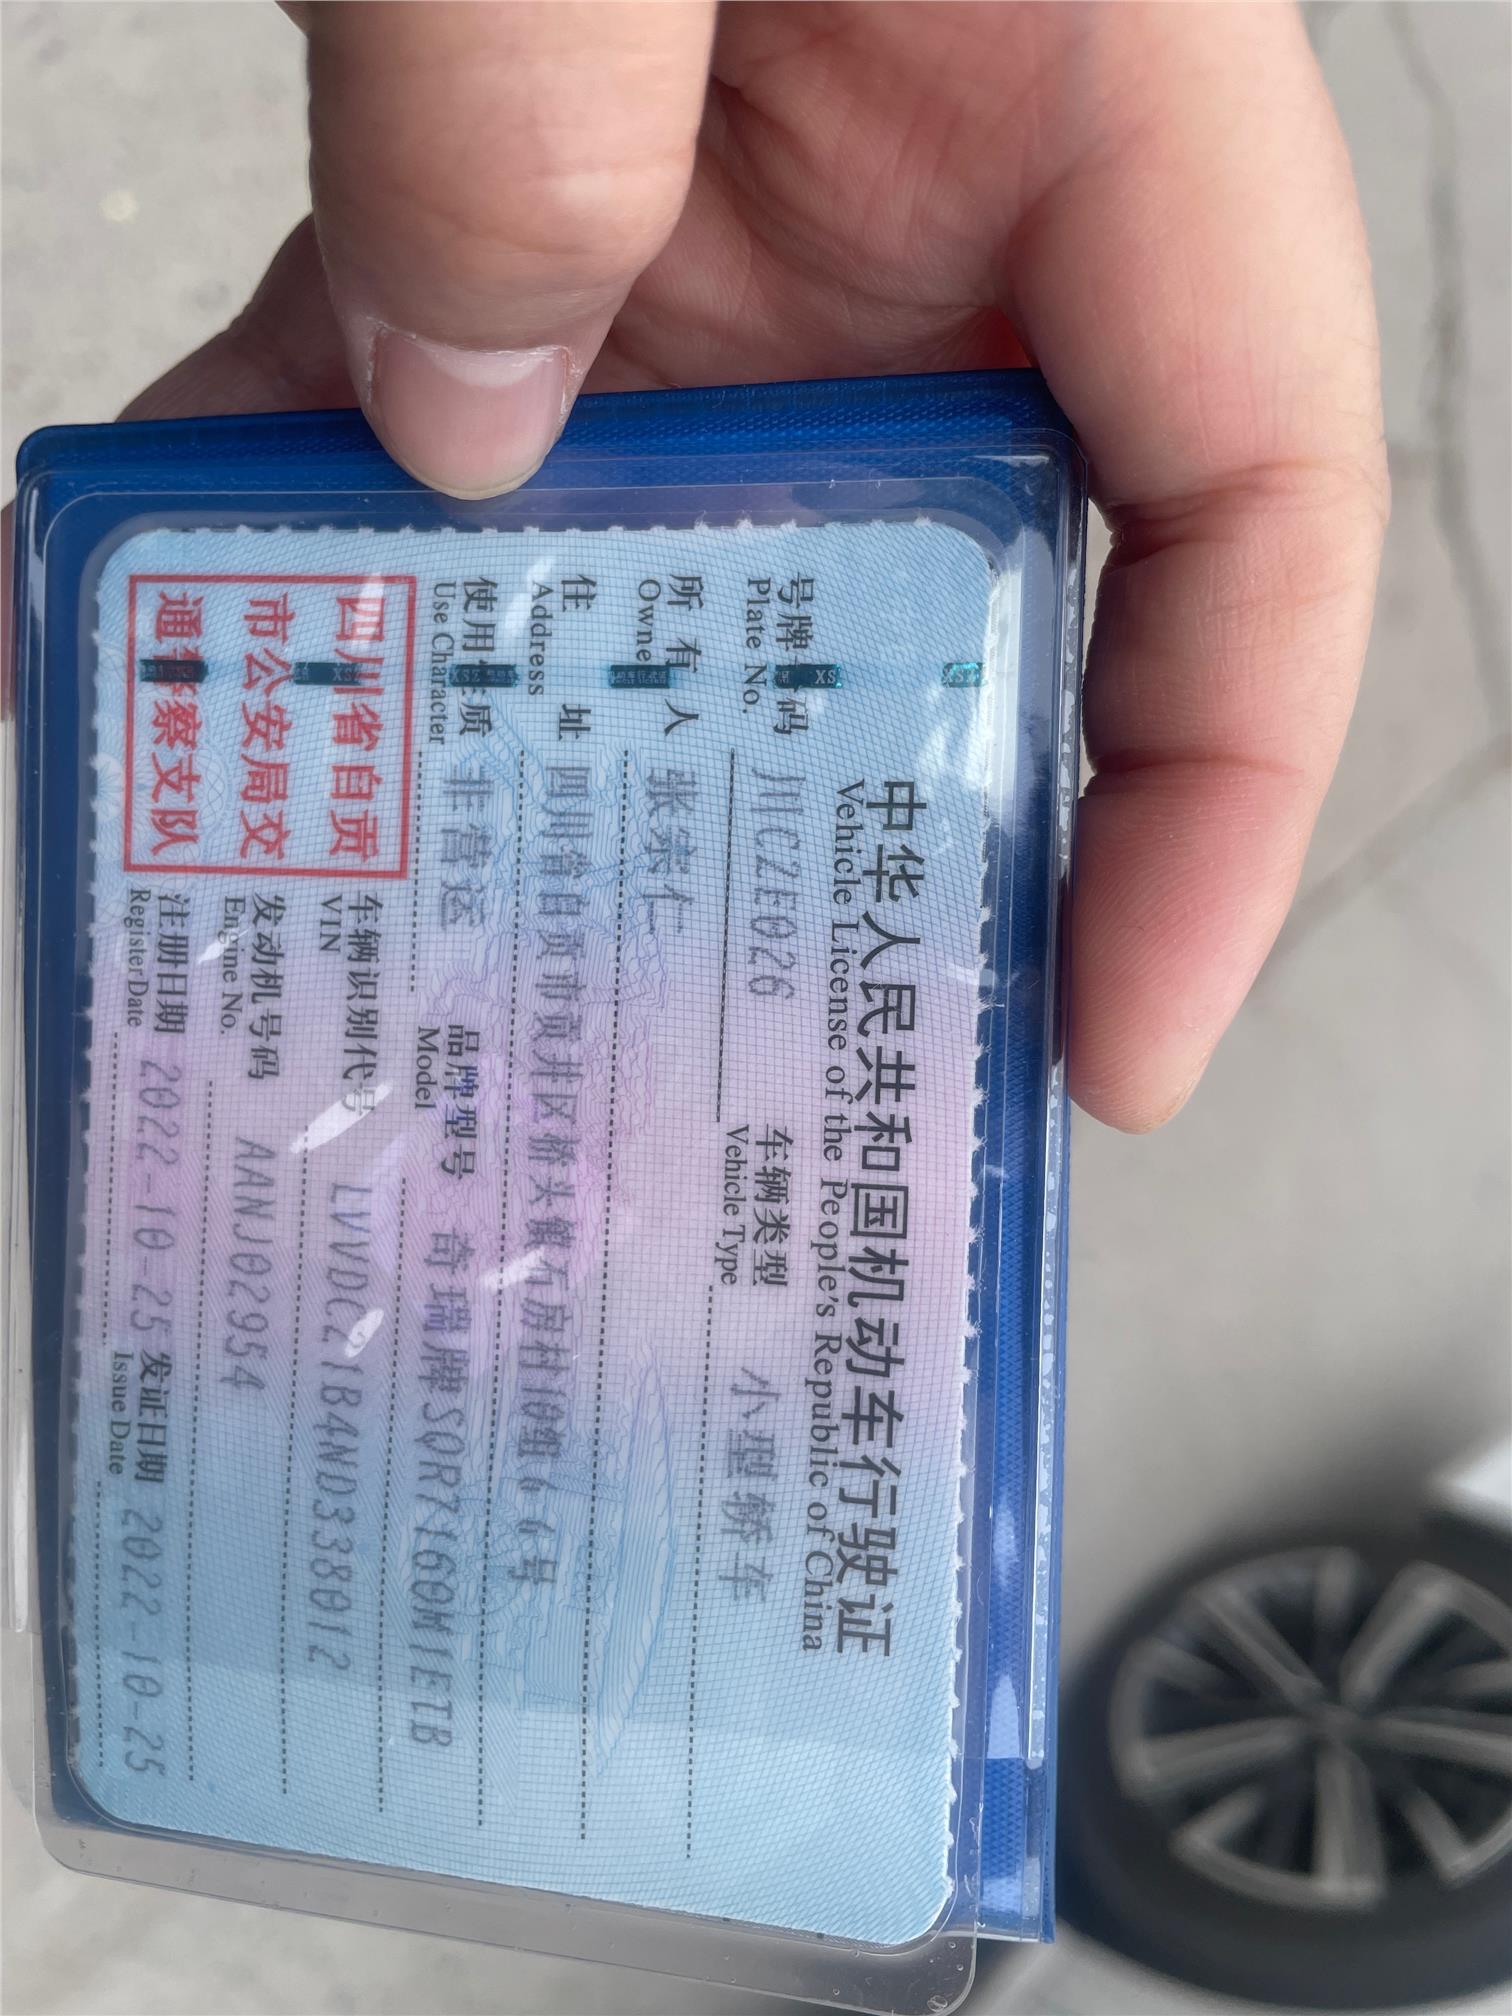 中华人民共和国机动车行驶证
Vehicle License of the People's Republic of China
号牌号码 川CZE026 车辆类型 小型轿车
Plate No. Vehicle Type
所有人 张
Owner
住址 四川省自贡市贡井区桥头镇石房村10组66号
Address
使用性质 非营运 品牌型号 奇瑞牌SQR7160M1ETB
Use Character Model
四川省自贡
市公安局交
通警察支队
车辆识别代号 LVVDC21B4ND338012
VIN
发动机号码 AANJ02954
Engine No.
注册日期 2022-10-25 发证日期 2022-10-25
Register Date Issue Date